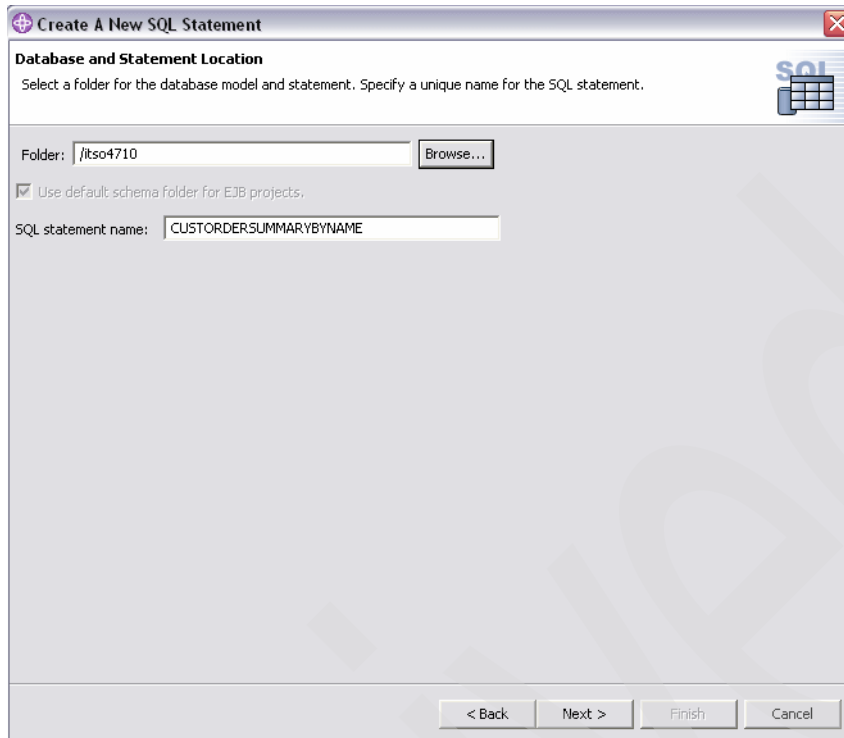 Create A New SQL Statement
Database and Statement Location
Select a folder for the database model and statement. Specify a unique name for the SQL statement.
SQL
Folder: /itso4710 Browse...
Use default schema folder for EJB projects.
SQL statement name: CUSTORDERSUMMARYBYNAME
< Back Next > Finish Cancel